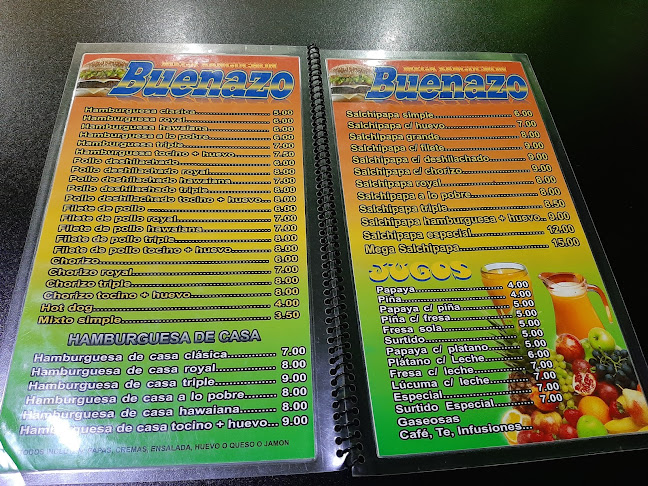 MEGA SANGUCHON
Buenazo
Hamburguesa clasica 5.00
Hamburguesa royal 6.00
Hamburguesa hawaiana 6.00
Hamburguesa a lo pobre 6.00
Hamburguesa triple 7.00
Hamburguesa tocino + huevo 7.50
Pollo deshilachado 6.00
Pollo deshilachado royal 8.00
Pollo deshilachado hawaiana 7.00
Pollo deshilachado triple 8.00
Pollo deshilachado tocino + huevo 8.00
Filete de pollo 6.00
Filete de pollo royal 7.00
Filete de pollo hawaiana 7.00
Filete de pollo triple 8.00
Filete de pollo tocino + huevo 8.00
Chorizo 6.00
Chorizo royal 7.00
Chorizo triple 8.00
Chorizo tocino + huevo 8.00
Hot dog 4.00
Mixto simple 3.50
HAMBURGUESA DE CASA
Hamburguesa de casa clásica 7.00
Hamburguesa de casa royal 8.00
Hamburguesa de casa triple 9.00
Hamburguesa de casa a lo pobre 8.00
Hamburguesa de casa hawaiana 8.00
Hamburguesa de casa tocino + huevo 9.00
PAPAS, CREMAS, ENSALADA, HUEVO O QUESO O JAMON
MEGA SANGUCHON
Buenazo
Salchipapa simple 6.00
Salchipapa c/ huevo 7.00
Salchipapa grande 8.00
Salchipapa c/ filete 9.00
Salchipapa c/ deshilachado 9.00
Salchipapa c/ chorizo 9.00
Salchipapa royal 8.00
Salchipapa a lo pobre 8.00
Salchipapa triple 8.50
Salchipapa hamburguesa + huevo 9.00
Salchipapa especial 12.00
Mega Salchipapa 15.00
JUGOS
Papaya 4.00
Piña 4.00
Papaya c/ piña 5.00
Piña c/ fresa 5.00
Fresa sola 5.00
Surtido 5.00
Papaya c/ platano 5.00
Plátano c/ Leche 6.00
Fresa c/ leche 7.00
Lúcuma c/ leche 7.00
Especial 7.00
Surtido Especial 7.00
Gaseosas
Café, Te, Infusiones...